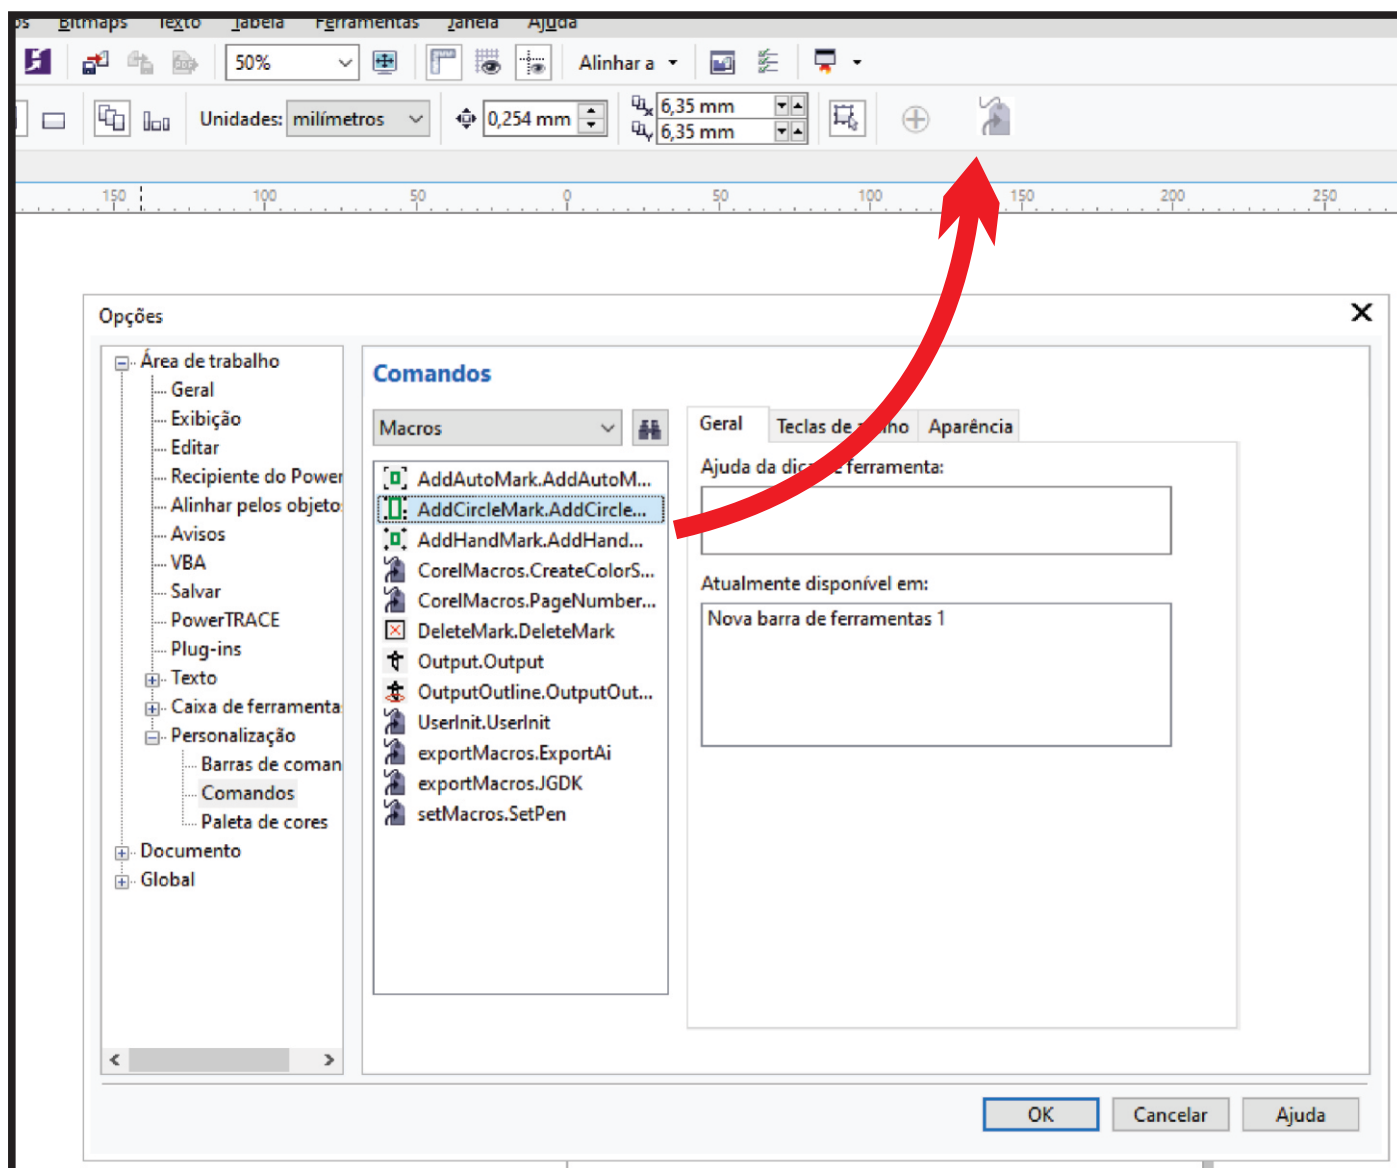 Bitmaps Texto Tabela Ferramentas Janela Ajuda
50% Alinhar a
Unidades: milímetros 0,254 mm 6,35 mm
6,35 mm
150 100 50 0 50 100 150 200 250
Opções
Área de trabalho
Geral
Exibição
Editar
Recipiente do Power
Alinhar pelos objeto
Avisos
VBA
Salvar
PowerTRACE
Plug-ins
Texto
Caixa de ferramenta
Personalização
Barras de coman
Comandos
Paleta de cores
Documento
Global
Comandos
Macros
AddAutoMark.AddAutoM...
AddCircleMark.AddCircle...
AddHandMark.AddHand...
CorelMacros.CreateColorS...
CorelMacros.PageNumber...
DeleteMark.DeleteMark
Output.Output
OutputOutline.OutputOut...
UserInit.UserInit
exportMacros.ExportAi
exportMacros.JGDK
setMacros.SetPen
Geral Teclas de Aparência
Ajuda da ferramenta:
Atualmente disponível em:
Nova barra de ferramentas 1
OK Cancelar Ajuda